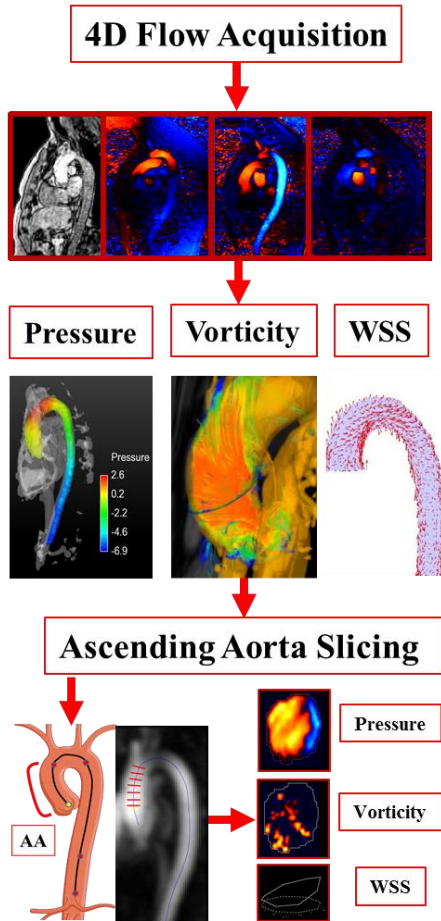 4D Flow Acquisition
Pressure
Vorticity
WSS
Pressure
2.6
0.2
-2.2
-4.6
-6.9
Ascending Aorta Slicing
AA
Pressure
Vorticity
WSS